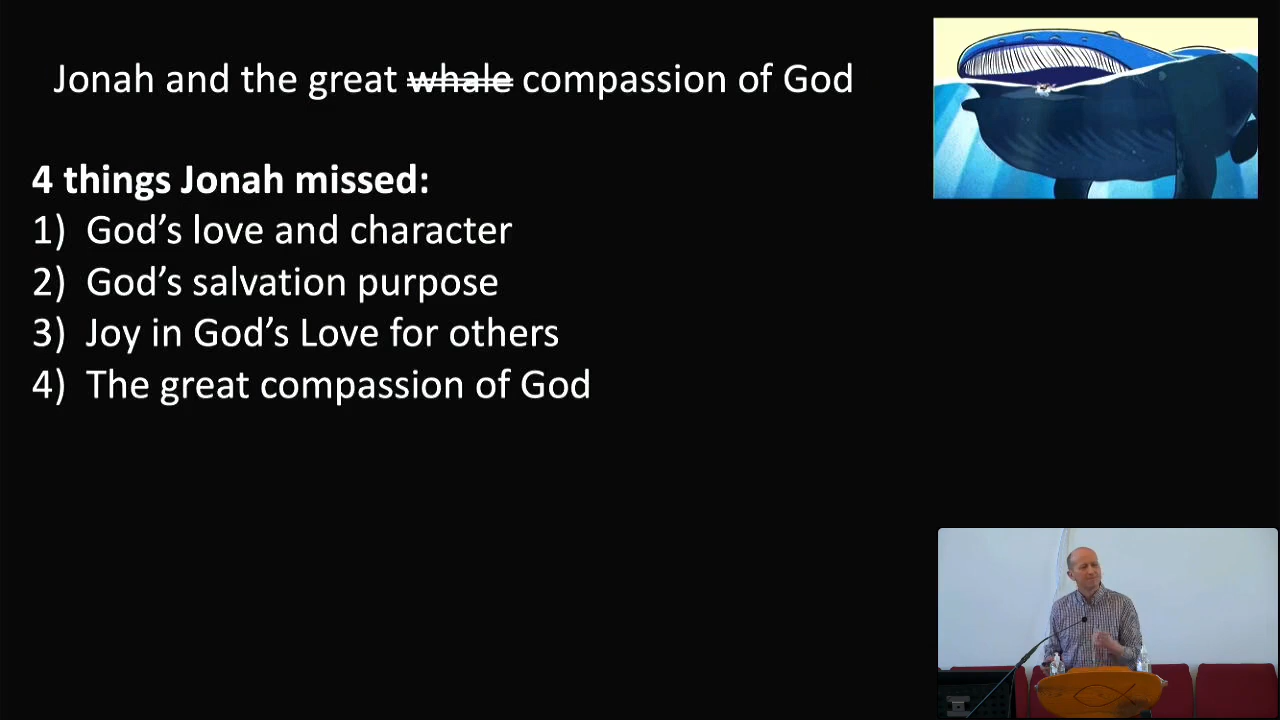 Jonah and the great whale compassion of God
4 things Jonah missed:
1) God’s love and character
2) God’s salvation purpose
3) Joy in God’s Love for others
4) The great compassion of God